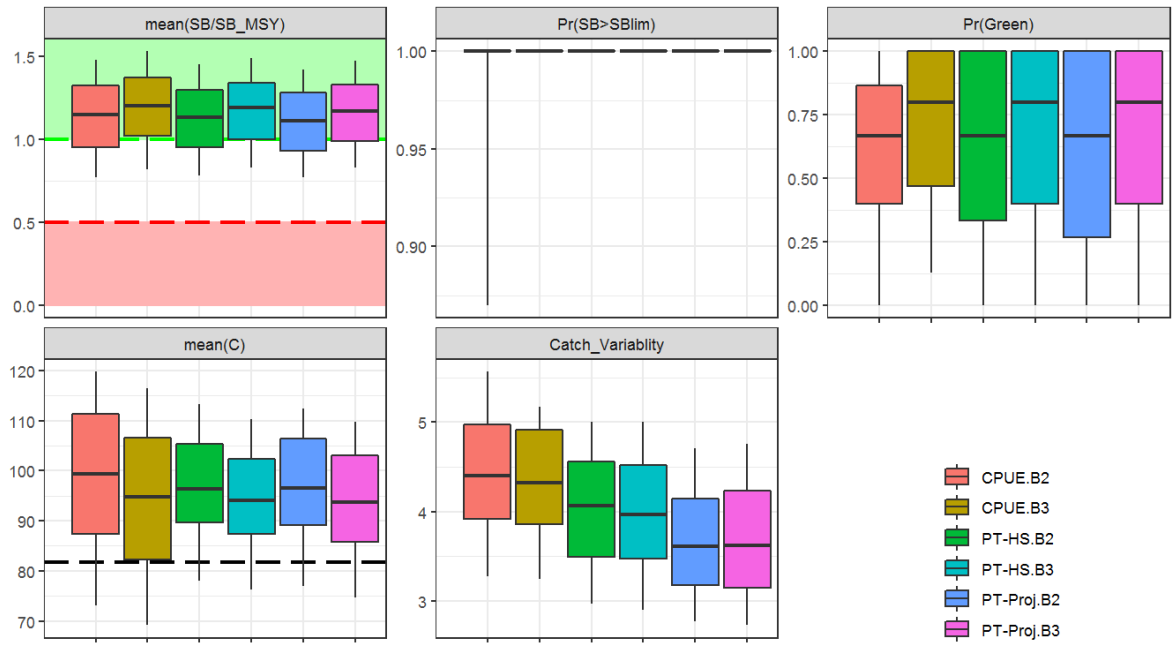 mean(SB/SB_MSY)
1.5
1.0
0.5
0.0
Pr(SB>SBlim)
1.00
0.95
0.90
Pr(Green)
1.00
0.75
0.50
0.25
0.00
mean(C)
120
110
100
90
80
70
Catch_Variablity
5
4
3
CPUE.B2
CPUE.B3
PT-HS.B2
PT-HS.B3
PT-Proj.B2
PT-Proj.B3